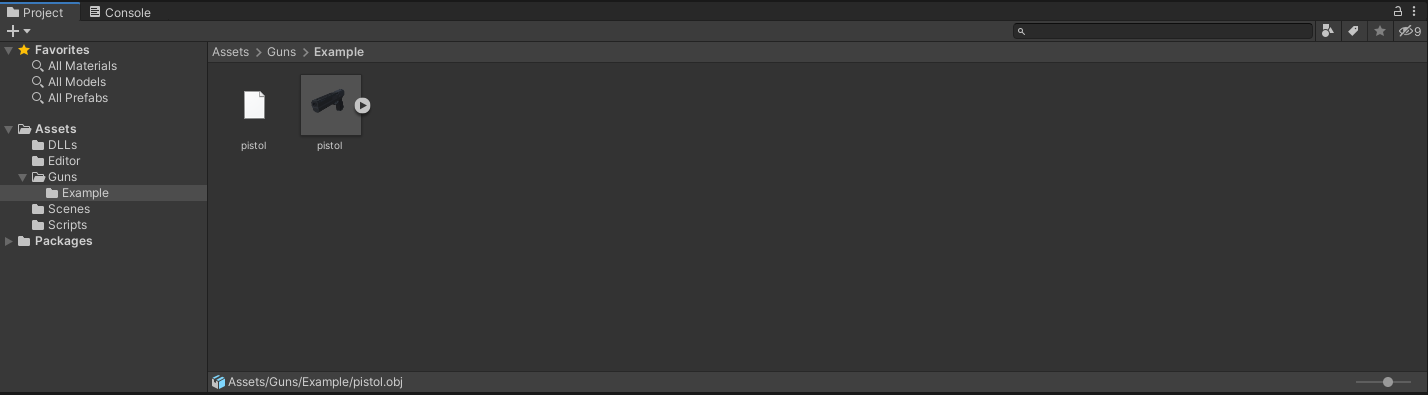 Project
Console
9
Favorites
All Materials
All Models
All Prefabs
Assets
DLLs
Editor
Guns
Example
Scenes
Scripts
Packages
Assets > Guns > Example
pistol
pistol
Assets/Guns/Example/pistol.obj